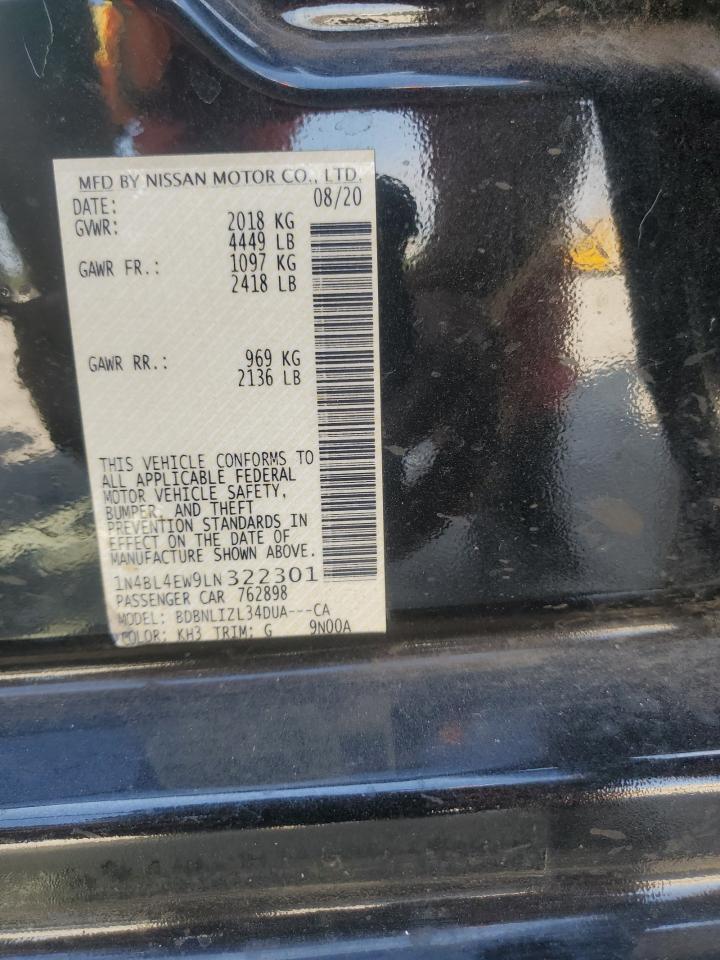 MFD BY NISSAN MOTOR CO., LTD.
DATE: 08/20
GVWR: 2018 KG
4449 LB
GAWR FR.: 1097 KG
2418 LB
GAWR RR.: 969 KG
2136 LB
THIS VEHICLE CONFORMS TO
ALL APPLICABLE FEDERAL
MOTOR VEHICLE SAFETY,
BUMPER, AND THEFT
PREVENTION STANDARDS IN
EFFECT ON THE DATE OF
MANUFACTURE SHOWN ABOVE.
1N4BL4EW9LN322301
PASSENGER CAR 762898
MODEL: BDBNLIZL34DUA---CA
COLOR: KH3 TRIM: G 9N00A